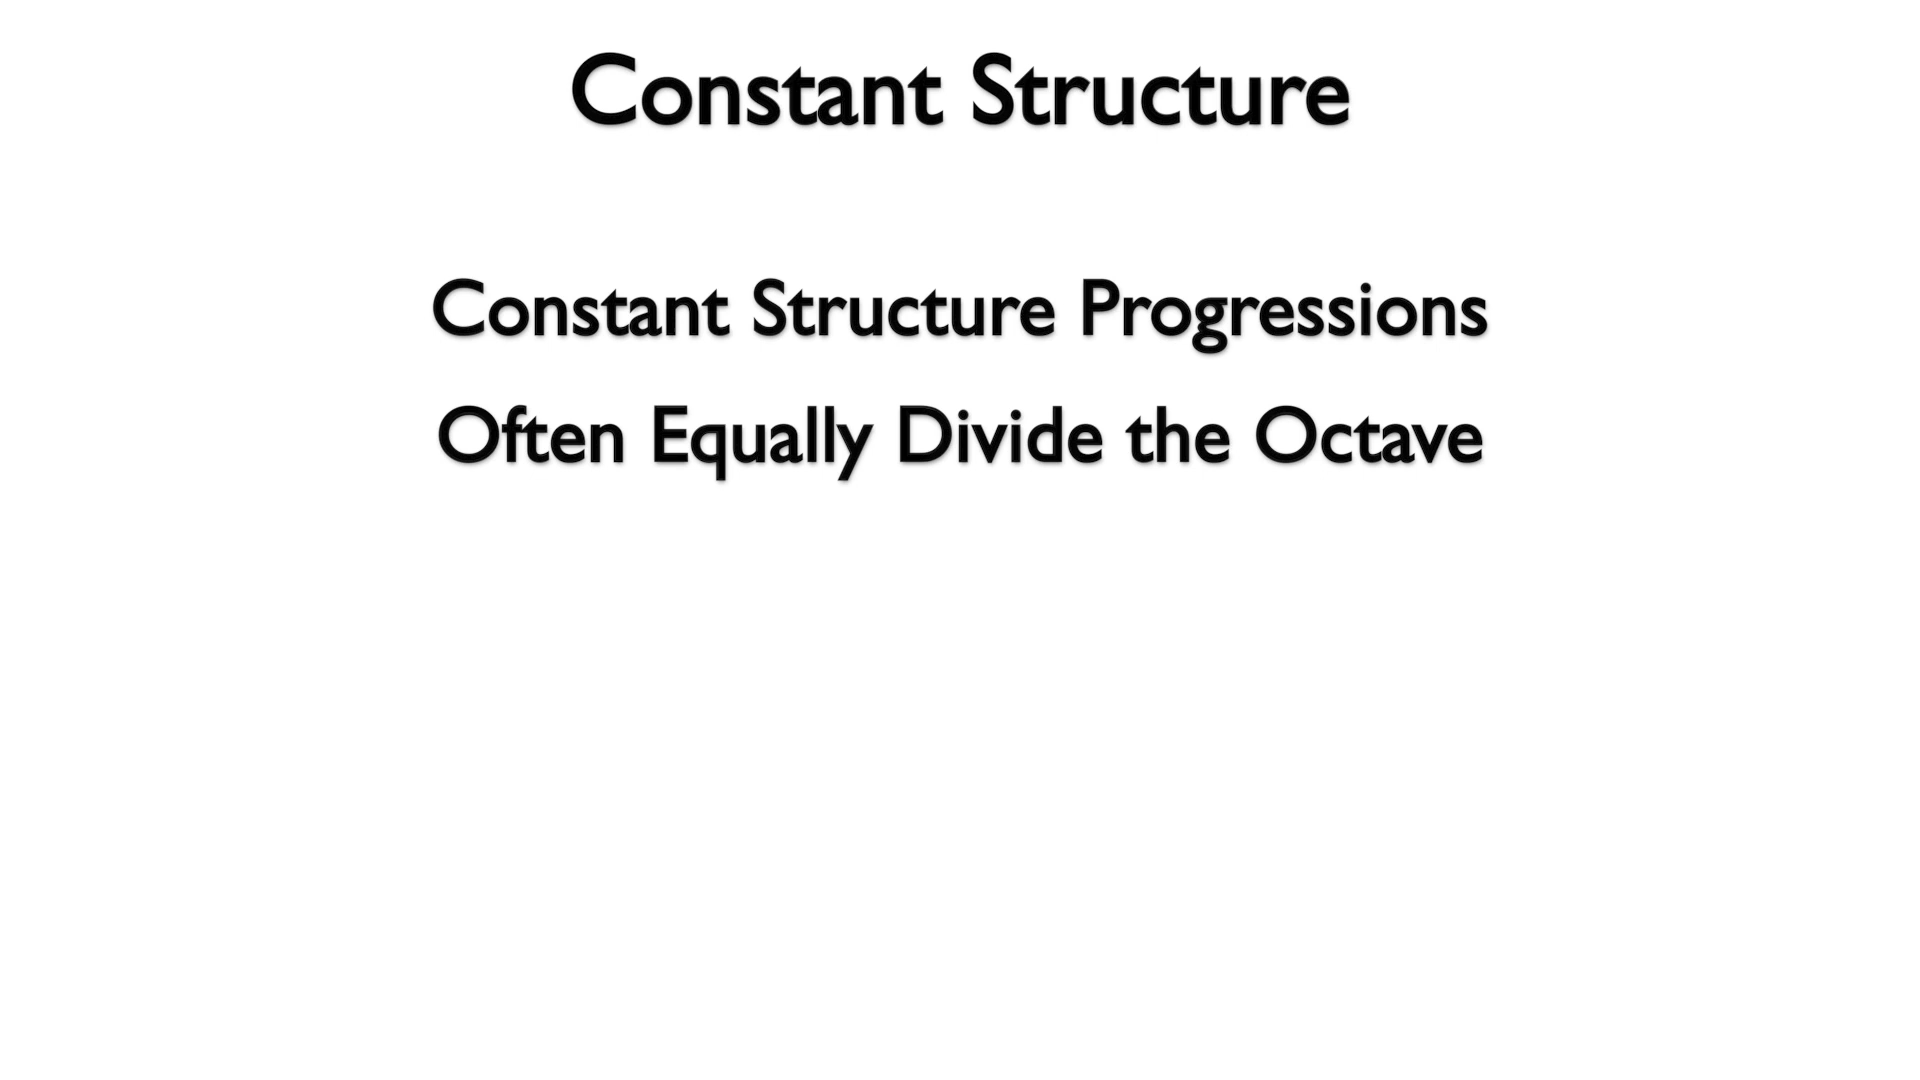 Constant Structure
Constant Structure Progressions
Often Equally Divide the Octave